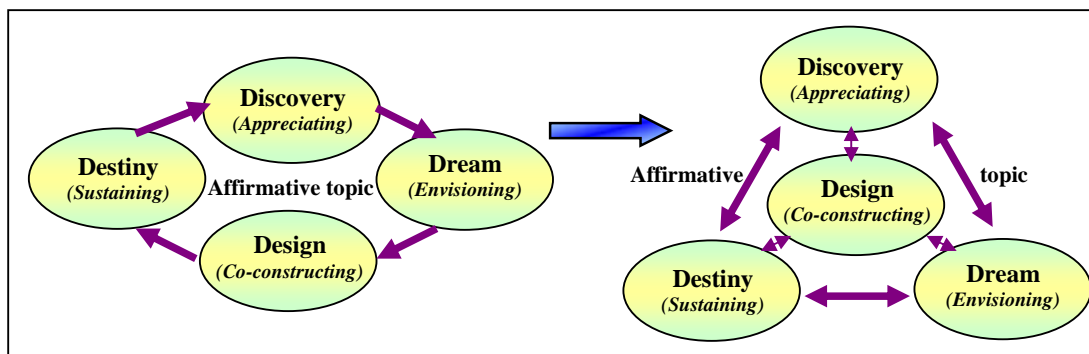 Discovery
(Appreciating)
Destiny
(Sustaining)
Affirmative topic
Dream
(Envisioning)
Design
(Co-constructing)
Discovery
(Appreciating)
Affirmative
topic
Design
(Co-constructing)
Destiny
(Sustaining)
Dream
(Envisioning)